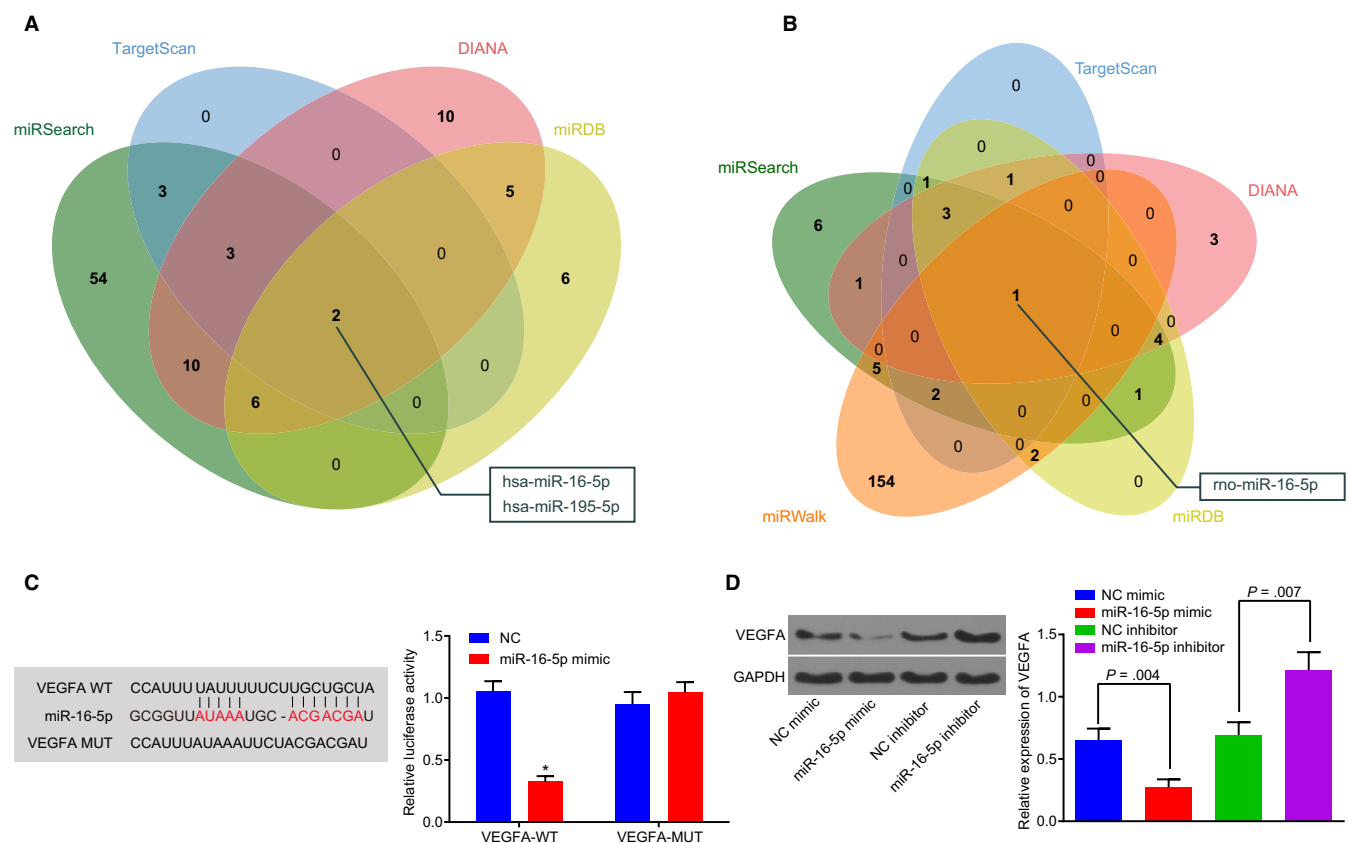 A
TargetScan
DIANA
miRSearch
miRDB
0
10
0
3
5
3
0
54
6
2
10
0
6
0
0
hsa-miR-16-5p
hsa-miR-195-5p
B
TargetScan
miRSearch
DIANA
0
0
0
0
1
1
0
6
3
0
0
3
0
0
1
1
0
0
0
4
0
5
2
0
1
0
0
0
2
154
0
rno-miR-16-5p
miRWalk
miRDB
C
VEGFA WT CCAUUU UAUUUUUCUUGCUGCUA
miR-16-5p GCGGUUAUAAAUGC - ACGACGAU
VEGFA MUT CCAUUUAUAAAUUCUACGACGAU
Relative luciferase activity
1.5
1.0
0.5
0.0
NC
miR-16-5p mimic
*
VEGFA-WT
VEGFA-MUT
D
VEGFA
GAPDH
NC mimic
miR-16-5p mimic
NC inhibitor
miR-16-5p inhibitor
Relative expression of VEGFA
1.5
1.0
0.5
0.0
NC mimic
miR-16-5p mimic
NC inhibitor
miR-16-5p inhibitor
P = .004
P = .007